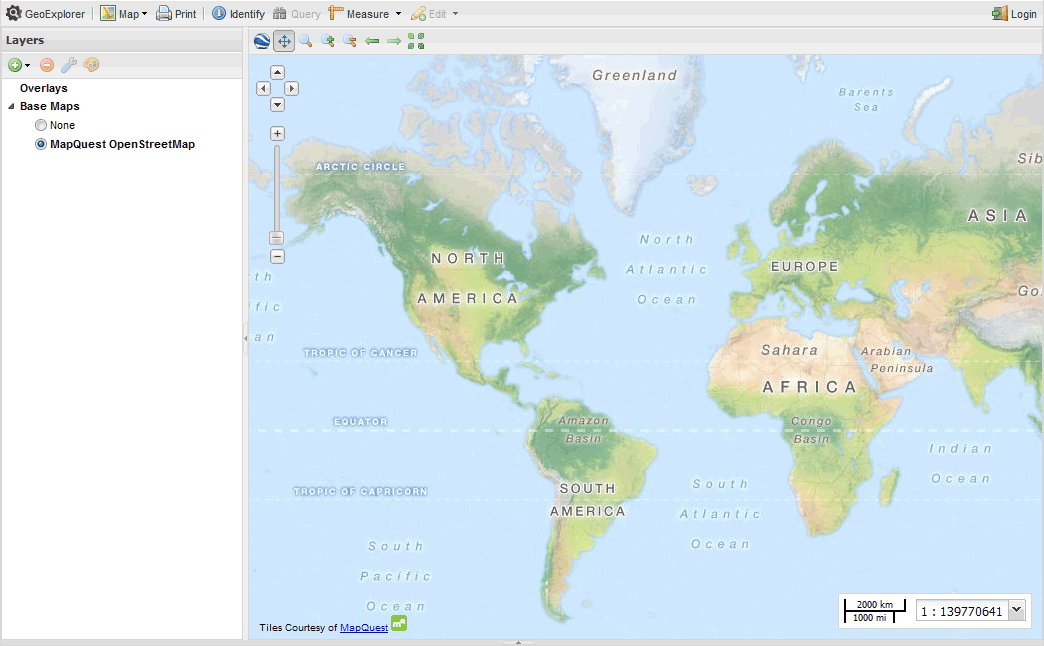 GeoExplorer Map Print Identify Query Measure Edit Login
Layers
Overlays
Base Maps
None
MapQuest OpenStreetMap
Greenland
Barents
Sea
ARCTIC CIRCLE
Sib
ASIA
North
Atlantic
Ocean
NORTH
AMERICA
EUROPE
th
fic
an
Go
TROPIC OF CANCER
Sahara
Arabian
Peninsula
AFRICA
EQUATOR
Amazon
Basin
Congo
Basin
Indian
Ocean
TROPIC OF CAPRICORN
SOUTH
AMERICA
South
Atlantic
Ocean
South
Pacific
Ocean
2000 km
1000 mi
1 : 139770641
Tiles Courtesy of MapQuest